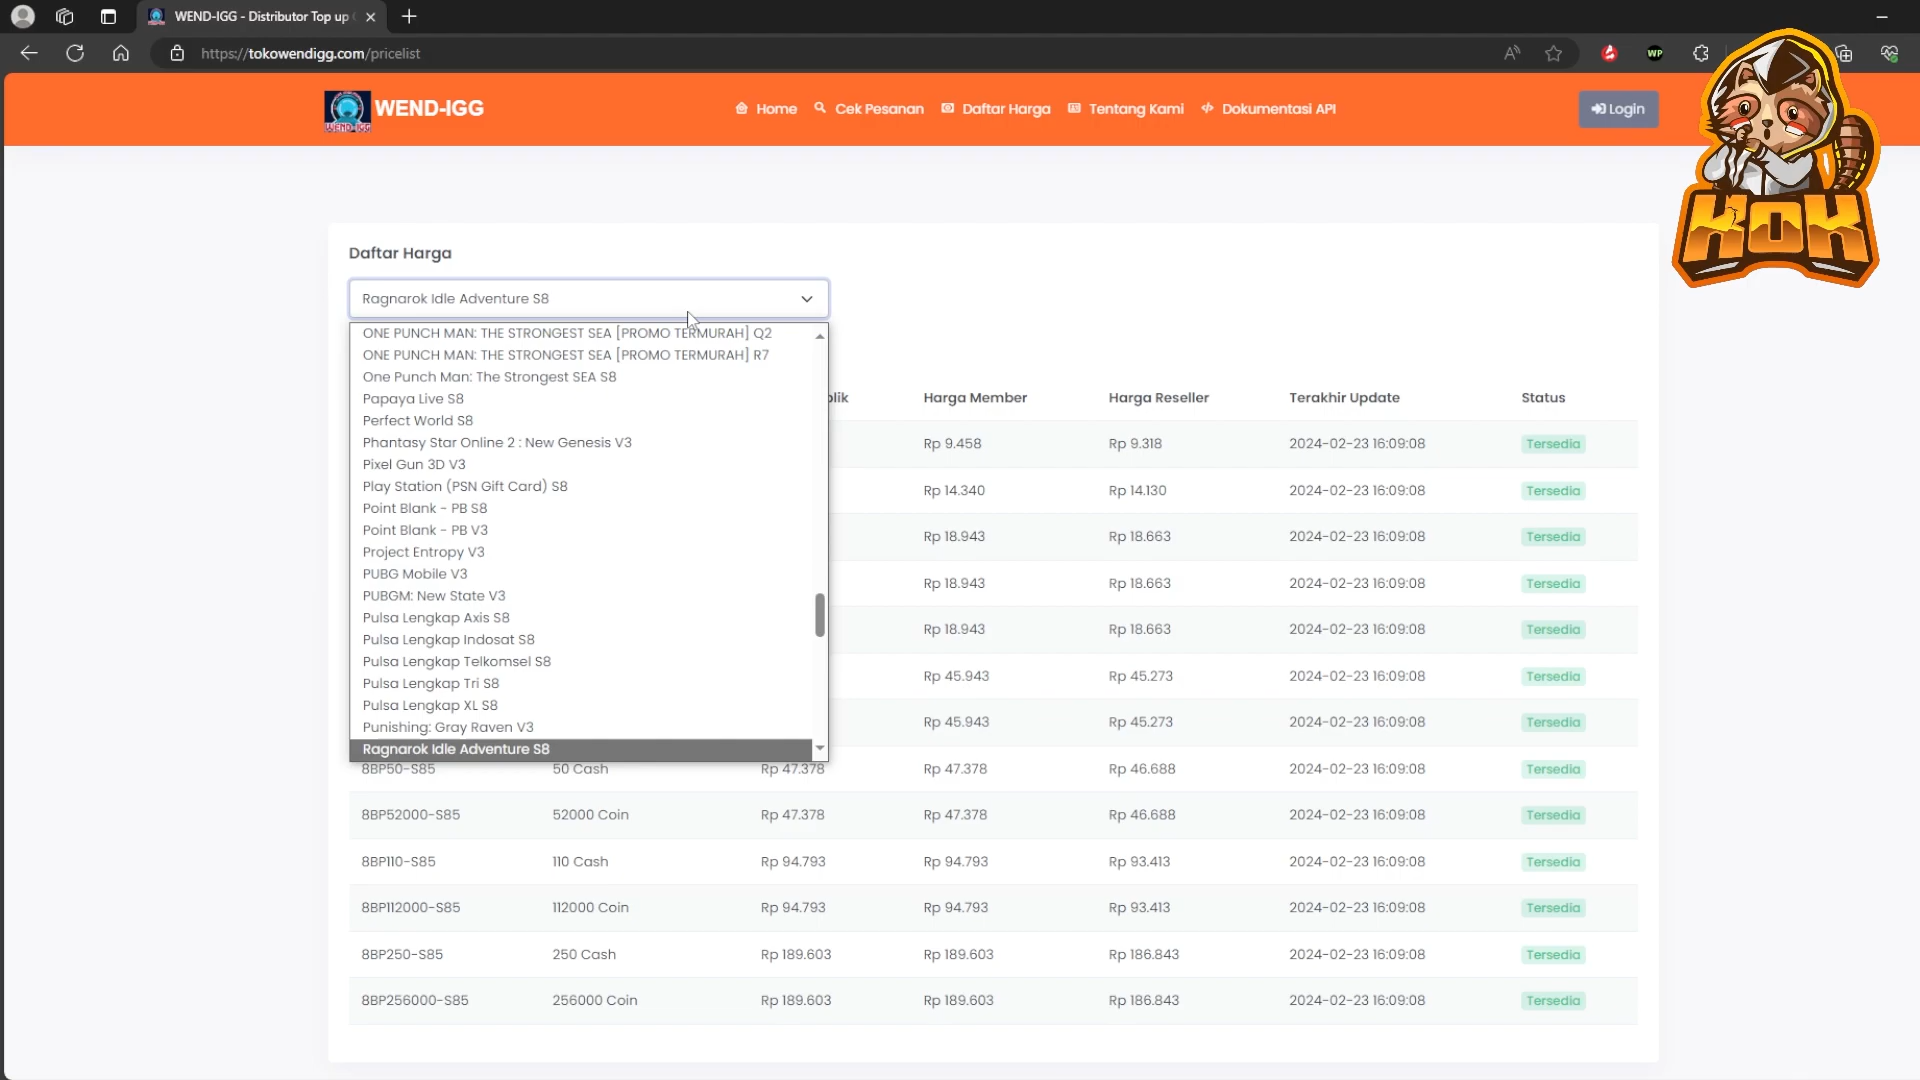 WEND-IGG - Distributor Top up
https://tokowendigg.com/pricelist
WP
WEND-IGG
WEND-IGG
Home
Cek Pesanan
Daftar Harga
Tentang Kami
Dokumentasi API
Login
KOK
Daftar Harga
Ragnarok Idle Adventure S8
ONE PUNCH MAN: THE STRONGEST SEA [PROMO TERMURAH] Q2
ONE PUNCH MAN: THE STRONGEST SEA [PROMO TERMURAH] R7
One Punch Man: The Strongest SEA S8
Papaya Live S8
Perfect World S8
Phantasy Star Online 2 : New Genesis V3
Pixel Gun 3D V3
Play Station (PSN Gift Card) S8
Point Blank - PB S8
Point Blank - PB V3
Project Entropy V3
PUBG Mobile V3
PUBGM: New State V3
Pulsa Lengkap Axis S8
Pulsa Lengkap Indosat S8
Pulsa Lengkap Telkomsel S8
Pulsa Lengkap Tri S8
Pulsa Lengkap XL S8
Punishing: Gray Raven V3
Ragnarok Idle Adventure S8
Harga Member Harga Reseller Terakhir Update Status
Rp 9.458 Rp 9.318 2024-02-23 16:09:08 Tersedia
Rp 14.340 Rp 14.130 2024-02-23 16:09:08 Tersedia
Rp 18.943 Rp 18.663 2024-02-23 16:09:08 Tersedia
Rp 18.943 Rp 18.663 2024-02-23 16:09:08 Tersedia
Rp 18.943 Rp 18.663 2024-02-23 16:09:08 Tersedia
Rp 45.943 Rp 45.273 2024-02-23 16:09:08 Tersedia
Rp 45.943 Rp 45.273 2024-02-23 16:09:08 Tersedia
8BP50-S85 50 Cash Rp 47.378 Rp 47.378 Rp 46.688 2024-02-23 16:09:08 Tersedia
8BP52000-S85 52000 Coin Rp 47.378 Rp 47.378 Rp 46.688 2024-02-23 16:09:08 Tersedia
8BP110-S85 110 Cash Rp 94.793 Rp 94.793 Rp 93.413 2024-02-23 16:09:08 Tersedia
8BP112000-S85 112000 Coin Rp 94.793 Rp 94.793 Rp 93.413 2024-02-23 16:09:08 Tersedia
8BP250-S85 250 Cash Rp 189.603 Rp 189.603 Rp 186.843 2024-02-23 16:09:08 Tersedia
8BP256000-S85 256000 Coin Rp 189.603 Rp 189.603 Rp 186.843 2024-02-23 16:09:08 Tersedia